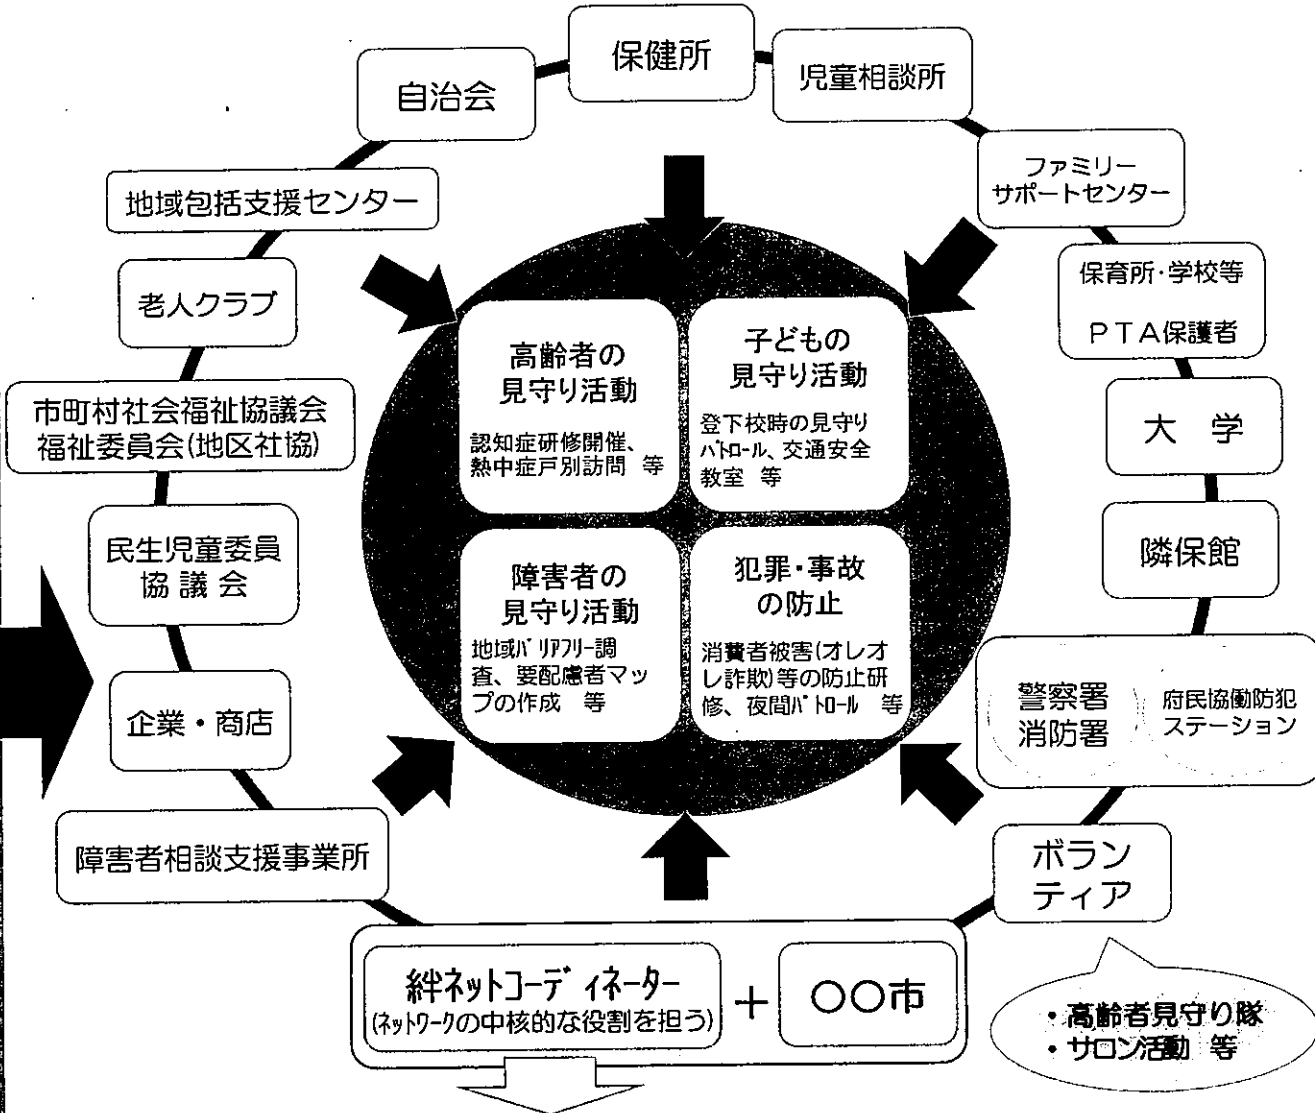 保健所
自治会
児童相談所
地域包括支援センター
ファミリー
サポートセンター
老人クラブ
保育所・学校等
ＰＴＡ保護者
高齢者の
見守り活動
認知症研修開催、
熱中症戸別訪問 等
子どもの
見守り活動
登下校時の見守り
パトロール、交通安全
教室 等
市町村社会福祉協議会
福祉委員会(地区社協)
大 学
民生児童委員
協 議 会
隣保館
障害者の
見守り活動
地域バリアフリー調
査、要配慮者マッ
プの作成 等
犯罪・事故
の防止
消費者被害(オレオ
レ詐欺)等の防止研
修、夜間パトロール 等
企業・商店
警察署
消防署
府民協働防犯
ステーション
障害者相談支援事業所
ボラン
ティア
絆ネットコーディネーター
(ネットワークの中核的な役割を担う)
＋
〇〇市
・高齢者見守り隊
・サロン活動 等